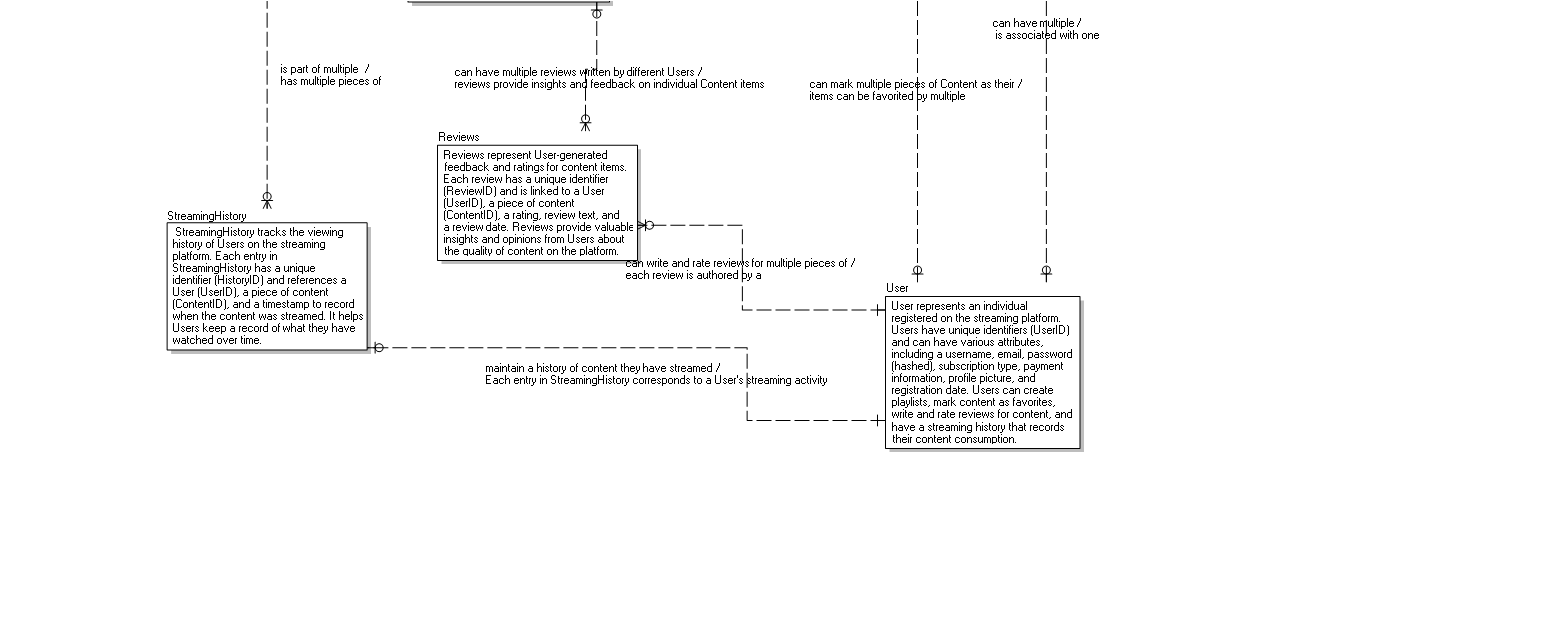 can have multiple /
is associated with one
is part of multiple /
has multiple pieces of
can have multiple reviews written by different Users /
reviews provide insights and feedback on individual Content items
can mark multiple pieces of Content as their /
items can be favorited by multiple
Reviews
Reviews represent User-generated
feedback and ratings for content items.
Each review has a unique identifier
(ReviewID) and is linked to a User
(UserID), a piece of content
(ContentID), a rating, review text, and
a review date. Reviews provide valuable
insights and opinions from Users about
the quality of content on the platform.
StreamingHistory
StreamingHistory tracks the viewing
history of Users on the streaming
platform. Each entry in
StreamingHistory has a unique
identifier (HistoryID) and references a
User (UserID), a piece of content
(ContentID), and a timestamp to record
when the content was streamed. It helps
Users keep a record of what they have
watched over time.
can write and rate reviews for multiple pieces of /
each review is authored by a
User
User represents an individual
registered on the streaming platform.
Users have unique identifiers (UserID)
and can have various attributes,
including a username, email, password
(hashed), subscription type, payment
information, profile picture, and
registration date. Users can create
playlists, mark content as favorites,
write and rate reviews for content, and
have a streaming history that records
their content consumption.
maintain a history of content they have streamed /
Each entry in StreamingHistory corresponds to a User's streaming activity